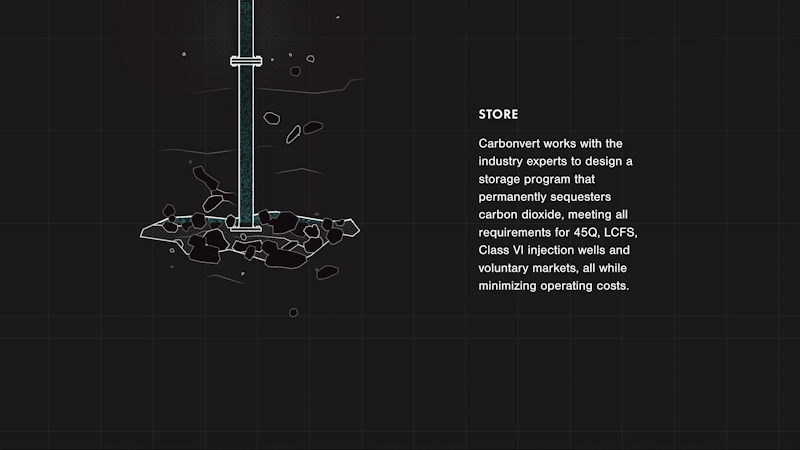 STORE
Carbonvert works with the
industry experts to design a
storage program that
permanently sequesters
carbon dioxide, meeting all
requirements for 45Q, LCFS,
Class VI injection wells and
voluntary markets, all while
minimizing operating costs.